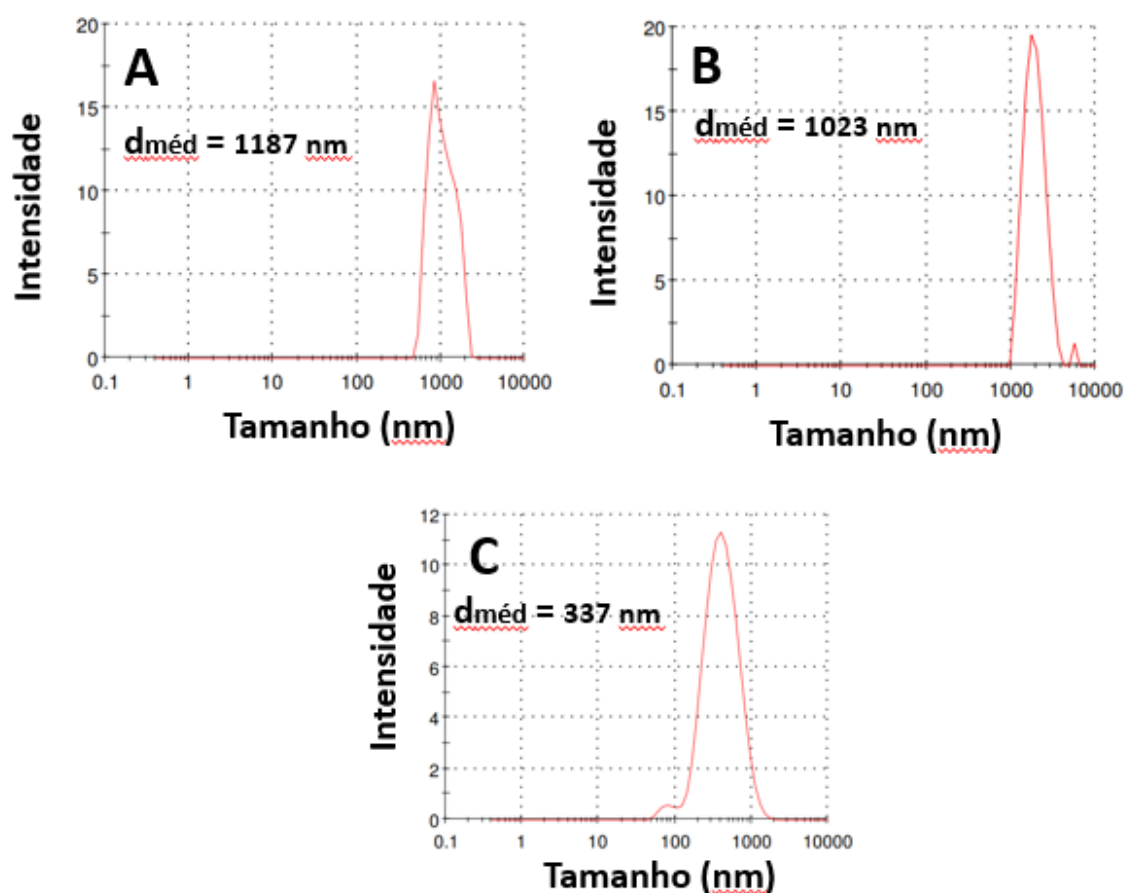 A
dméd = 1187 nm
Intensidade
20
15
10
5
0
0.1 1 10 100 1000 10000
Tamanho (nm)
B
dméd = 1023 nm
Intensidade
20
15
10
5
0
0.1 1 10 100 1000 10000
Tamanho (nm)
C
dméd = 337 nm
Intensidade
12
10
8
6
4
2
0
0.1 1 10 100 1000 10000
Tamanho (nm)